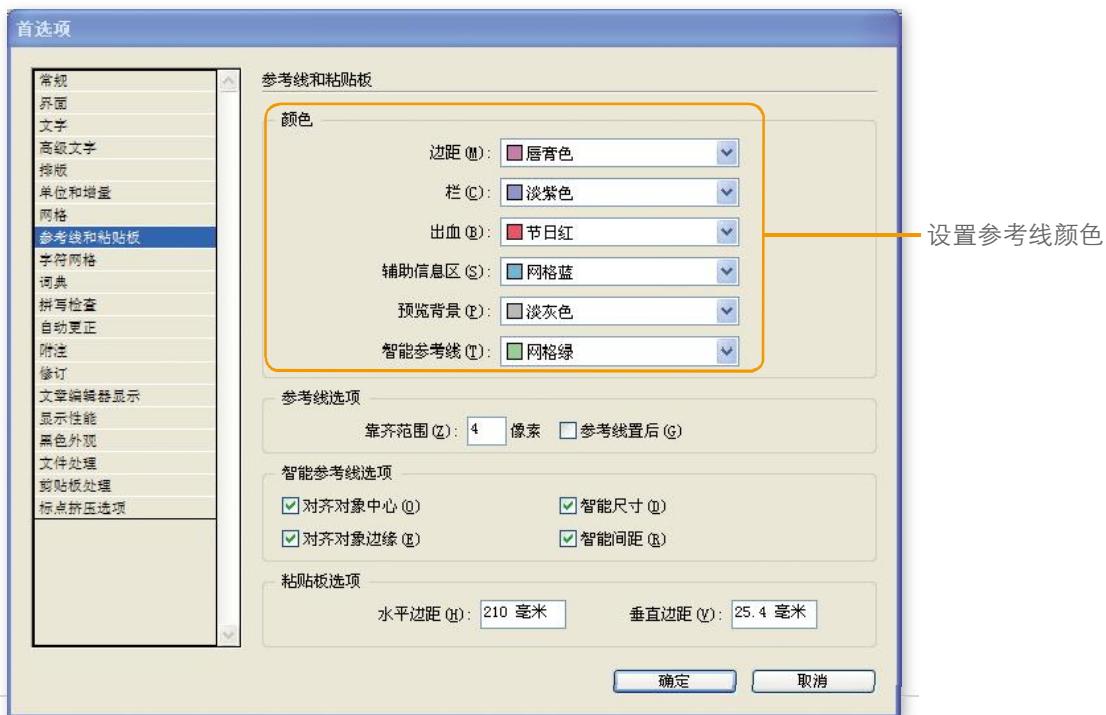 首选项
常规
界面
文字
高级文字
排版
单位和增量
网格
参考线和粘贴板
字符网格
词典
拼写检查
自动更正
附注
修订
文章编辑器显示
显示性能
黑色外观
文件处理
剪贴板处理
标点挤压选项
参考线和粘贴板
颜色
边距(M): 唇膏色
栏(C): 淡紫色
出血(B): 节日红
辅助信息区(S): 网格蓝
预览背景(P): 淡灰色
智能参考线(T): 网格绿
设置参考线颜色
参考线选项
靠齐范围(Z): 4 像素 参考线置后(G)
智能参考线选项
对齐对象中心(O) 智能尺寸(D)
对齐对象边缘(E) 智能间距(R)
粘贴板选项
水平边距(H): 210 毫米 垂直边距(V): 25.4 毫米
确定 取消